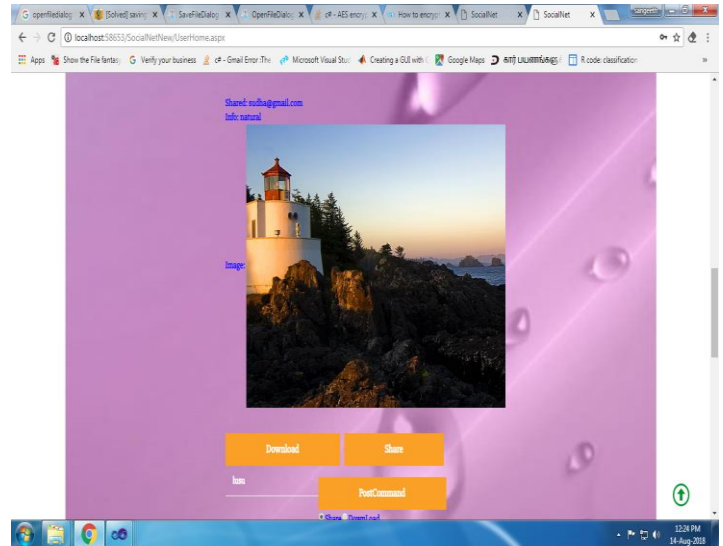 openfiledialog
[Solved] saving
SaveFileDialog
OpenFileDialog
c# - AES encryp
How to encryp
SocialNet
SocialNet
localhost:58653/SocialNetNew/UserHome.aspx
Apps Show the File fantasy Verify your business c# - Gmail Error :The Microsoft Visual Stud Creating a GUI with Google Maps R code: classification
Shared: sudha@gmail.com
Info: natural
Image:
Download Share
PostCommand
Share DownLoad
12:24 PM
14-Aug-2018